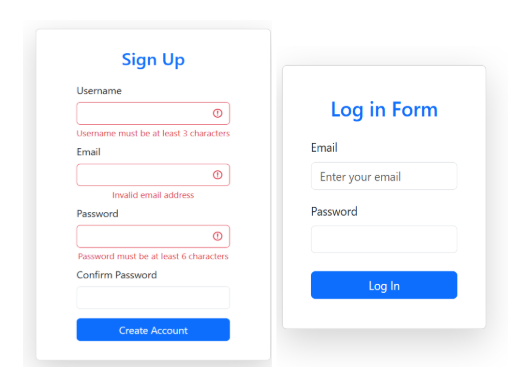 Sign Up
Username
Username must be at least 3 characters
Email
Invalid email address
Password
Password must be at least 6 characters
Confirm Password
Create Account
Log in Form
Email
Enter your email
Password
Log In